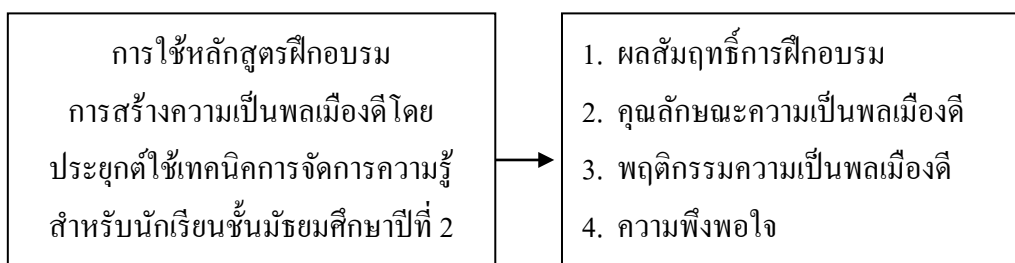 การใช้หลักสูตรฝึกอบรม
การสร้างความเป็นพลเมืองดีโดย
ประยุกต์ใช้เทคนิคการจัดการความรู้
สำหรับนักเรียนชั้นมัธยมศึกษาปีที่ 2
1. ผลสัมฤทธิ์การฝึกอบรม
2. คุณลักษณะความเป็นพลเมืองดี
3. พฤติกรรมความเป็นพลเมืองดี
4. ความพึงพอใจ